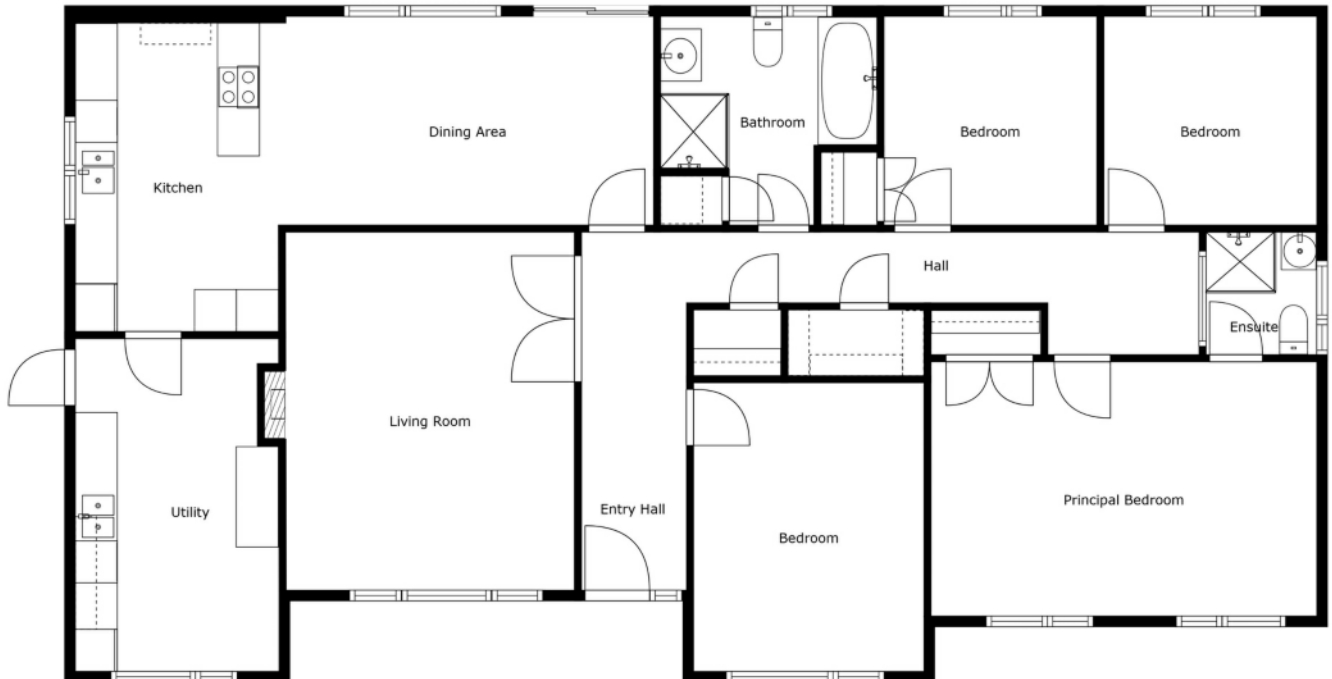 Dining Area
Bathroom
Bedroom
Bedroom
Kitchen
Hall
Ensuite
Living Room
Principal Bedroom
Utility
Entry Hall
Bedroom